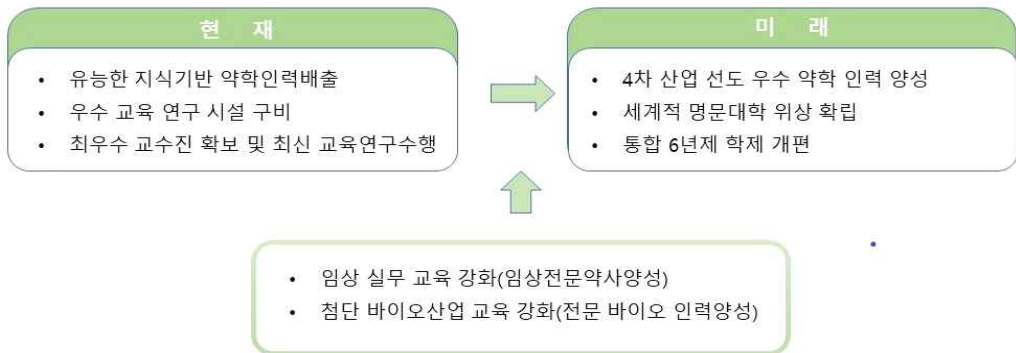 현 재
• 유능한 지식기반 약학인력배출
• 우수 교육 연구 시설 구비
• 최우수 교수진 확보 및 최신 교육연구수행
미 래
• 4차 산업 선도 우수 약학 인력 양성
• 세계적 명문대학 위상 확립
• 통합 6년제 학제 개편
• 임상 실무 교육 강화(임상전문약사양성)
• 첨단 바이오산업 교육 강화(전문 바이오 인력양성)